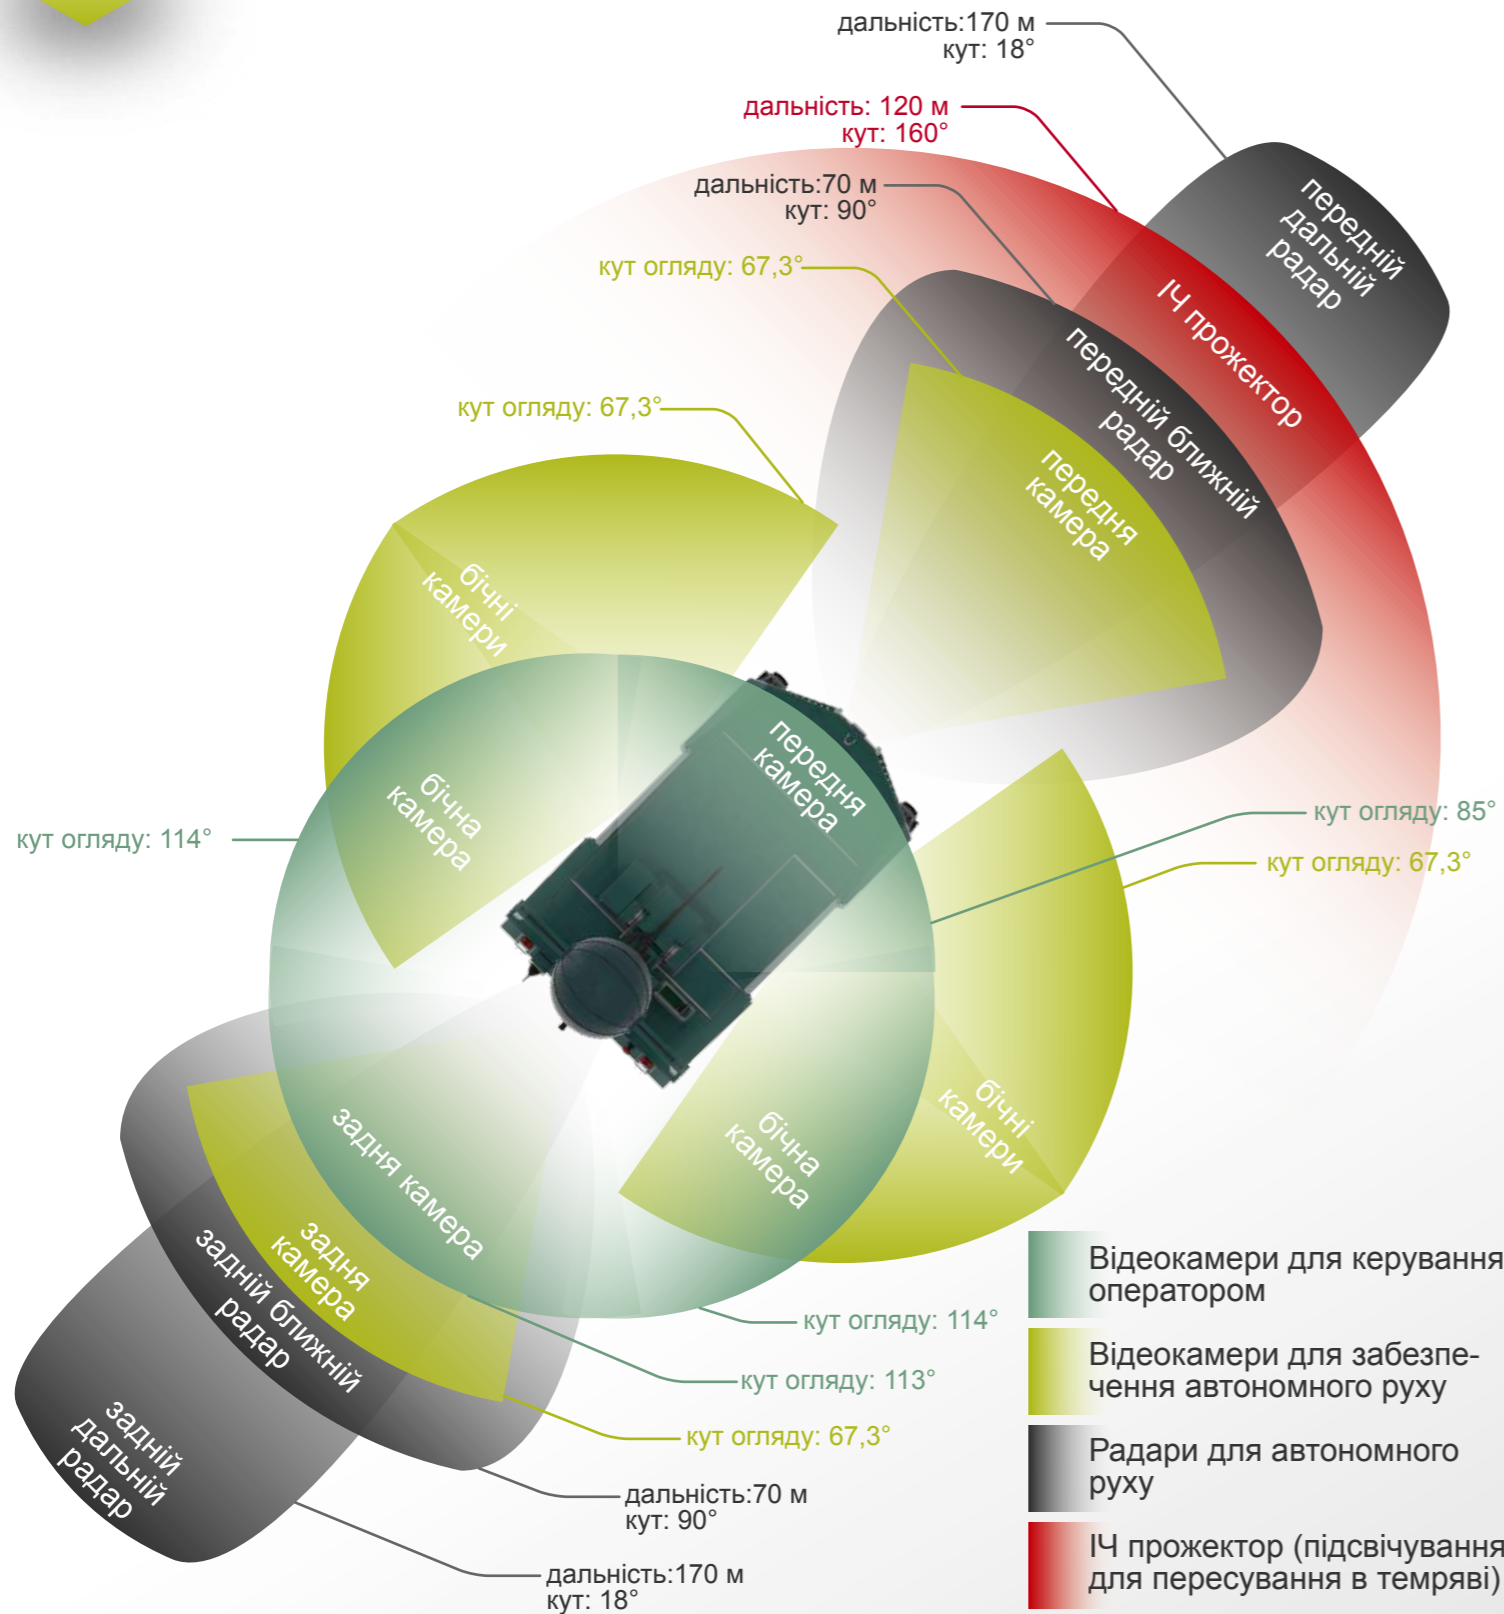 дальність:170 м
кут: 18°
дальність: 120 м
кут: 160°
дальність:70 м
кут: 90°
кут огляду: 67,3°
кут огляду: 67,3°
передній
дальній
радар
ІЧ прожектор
передній ближній
радар
передня
камера
бічні
камери
передня
камера
бічна
камера
кут огляду: 114°
кут огляду: 85°
кут огляду: 67,3°
бічні
камери
бічна
камера
задня камера
задня
камера
задній ближній
радар
задній
дальній
радар
кут огляду: 114°
кут огляду: 113°
кут огляду: 67,3°
дальність:70 м
кут: 90°
дальність:170 м
кут: 18°
Відеокамери для керування
оператором
Відеокамери для забезпе-
чення автономного руху
Радари для автономного
руху
ІЧ прожектор (підсвічування
для пересування в темряві)